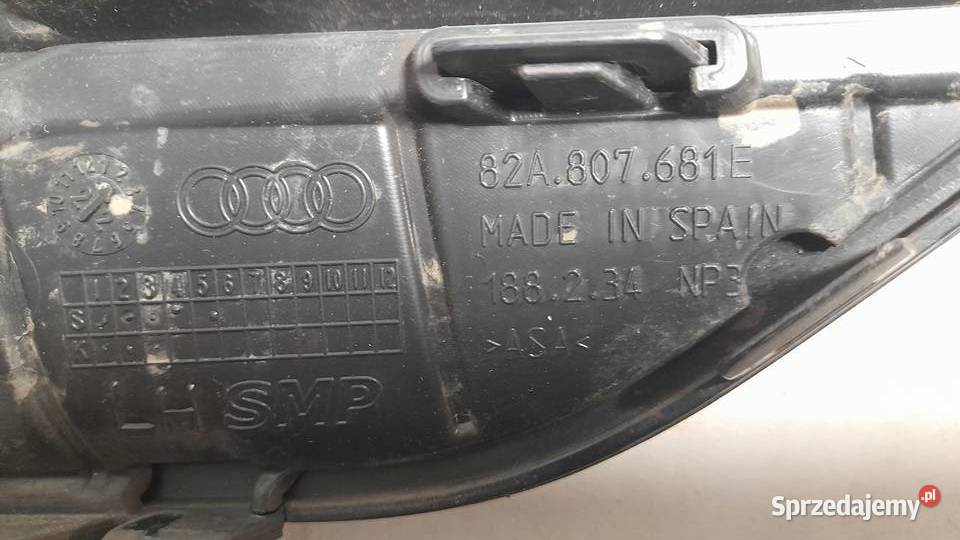 82A.807.681E
MADE IN SPAIN
188.2.34 NP3
>ASA<
1 2 3 4 5 6 7 8 9 10 11 12
S
K
LH SMP
Sprzedajemy.pl